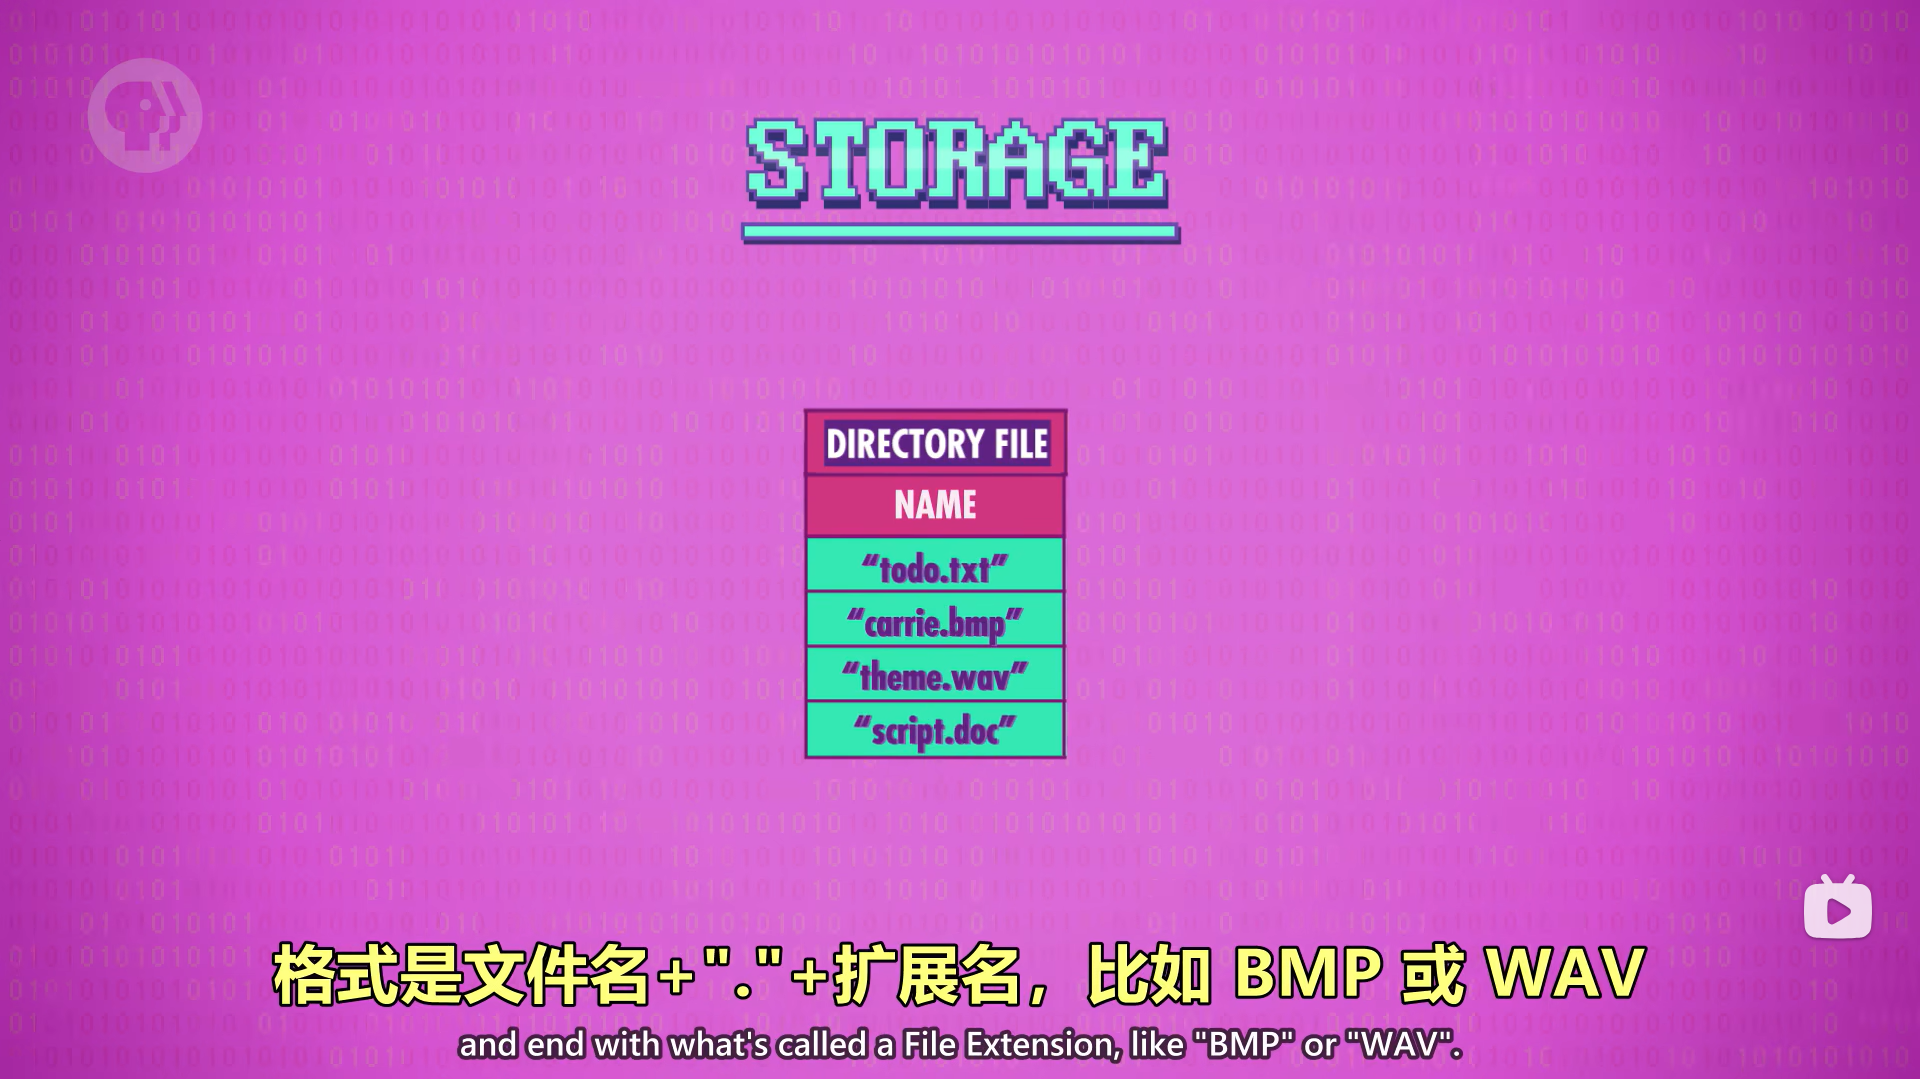 STORAGE
DIRECTORY FILE
NAME
“todo.txt”
“carrie.bmp”
“theme.wav”
“script.doc”
格式是文件名+"."+扩展名，比如 BMP 或 WAV
and end with what's called a File Extension, like "BMP" or "WAV".